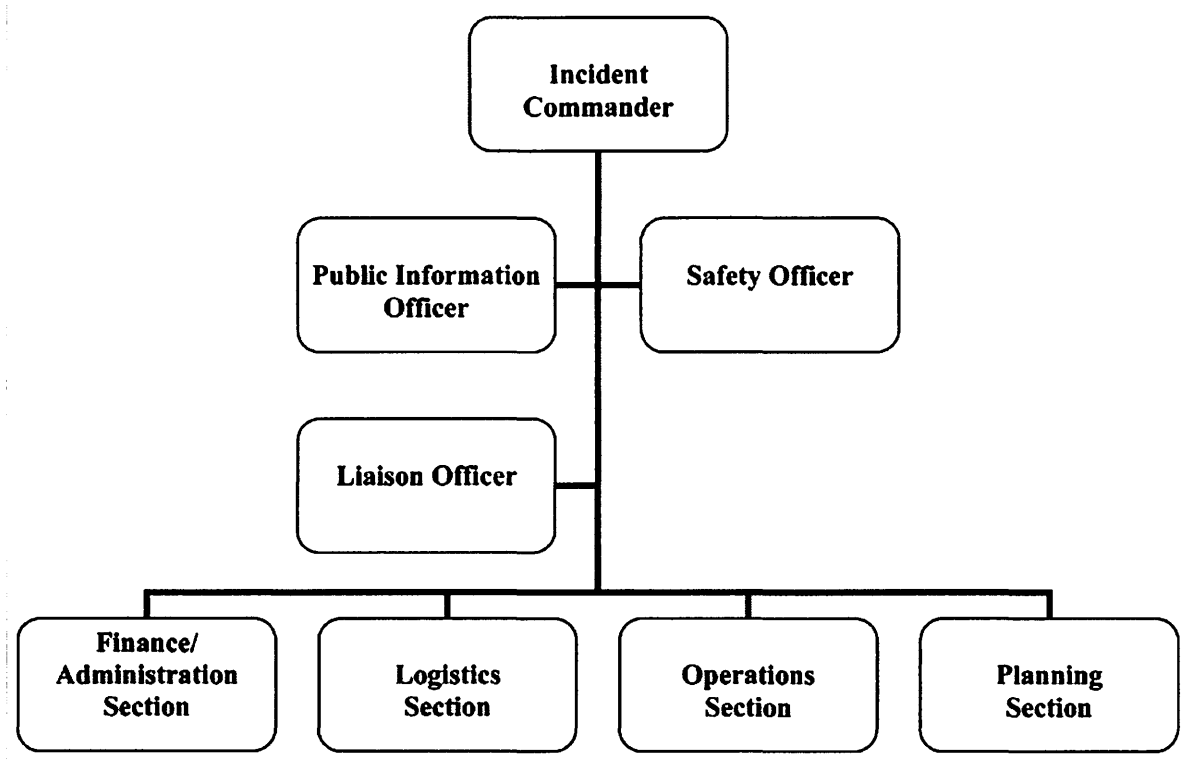 Incident
Commander
Public Information
Officer
Safety Officer
Liaison Officer
Finance/
Administration
Section
Logistics
Section
Operations
Section
Planning
Section